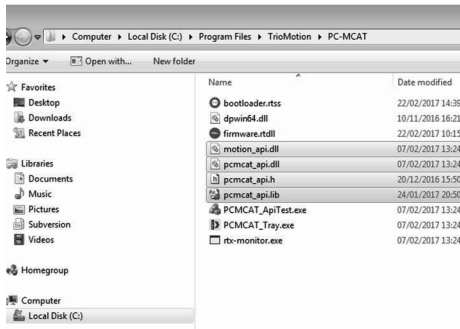 Computer Local Disk (C:) Program Files TrioMotion PC-MCAT
Organize Open with... New folder
Favorites
Desktop
Downloads
Recent Places
Libraries
Documents
Music
Pictures
Subversion
Videos
Homegroup
Computer
Local Disk (C:)
Name Date modified
bootloader.rtss 22/02/2017 14:39
dpwin64.dll 10/11/2016 16:21
firmware.rtdll 22/02/2017 10:15
motion_api.dll 07/02/2017 13:24
pcmcat_api.dll 07/02/2017 13:24
pcmcat_api.h 20/12/2016 15:50
pcmcat_api.lib 24/01/2017 20:50
PCMCAT_ApiTest.exe 07/02/2017 13:24
PCMCAT_Tray.exe 07/02/2017 13:24
rtx-monitor.exe 07/02/2017 13:24